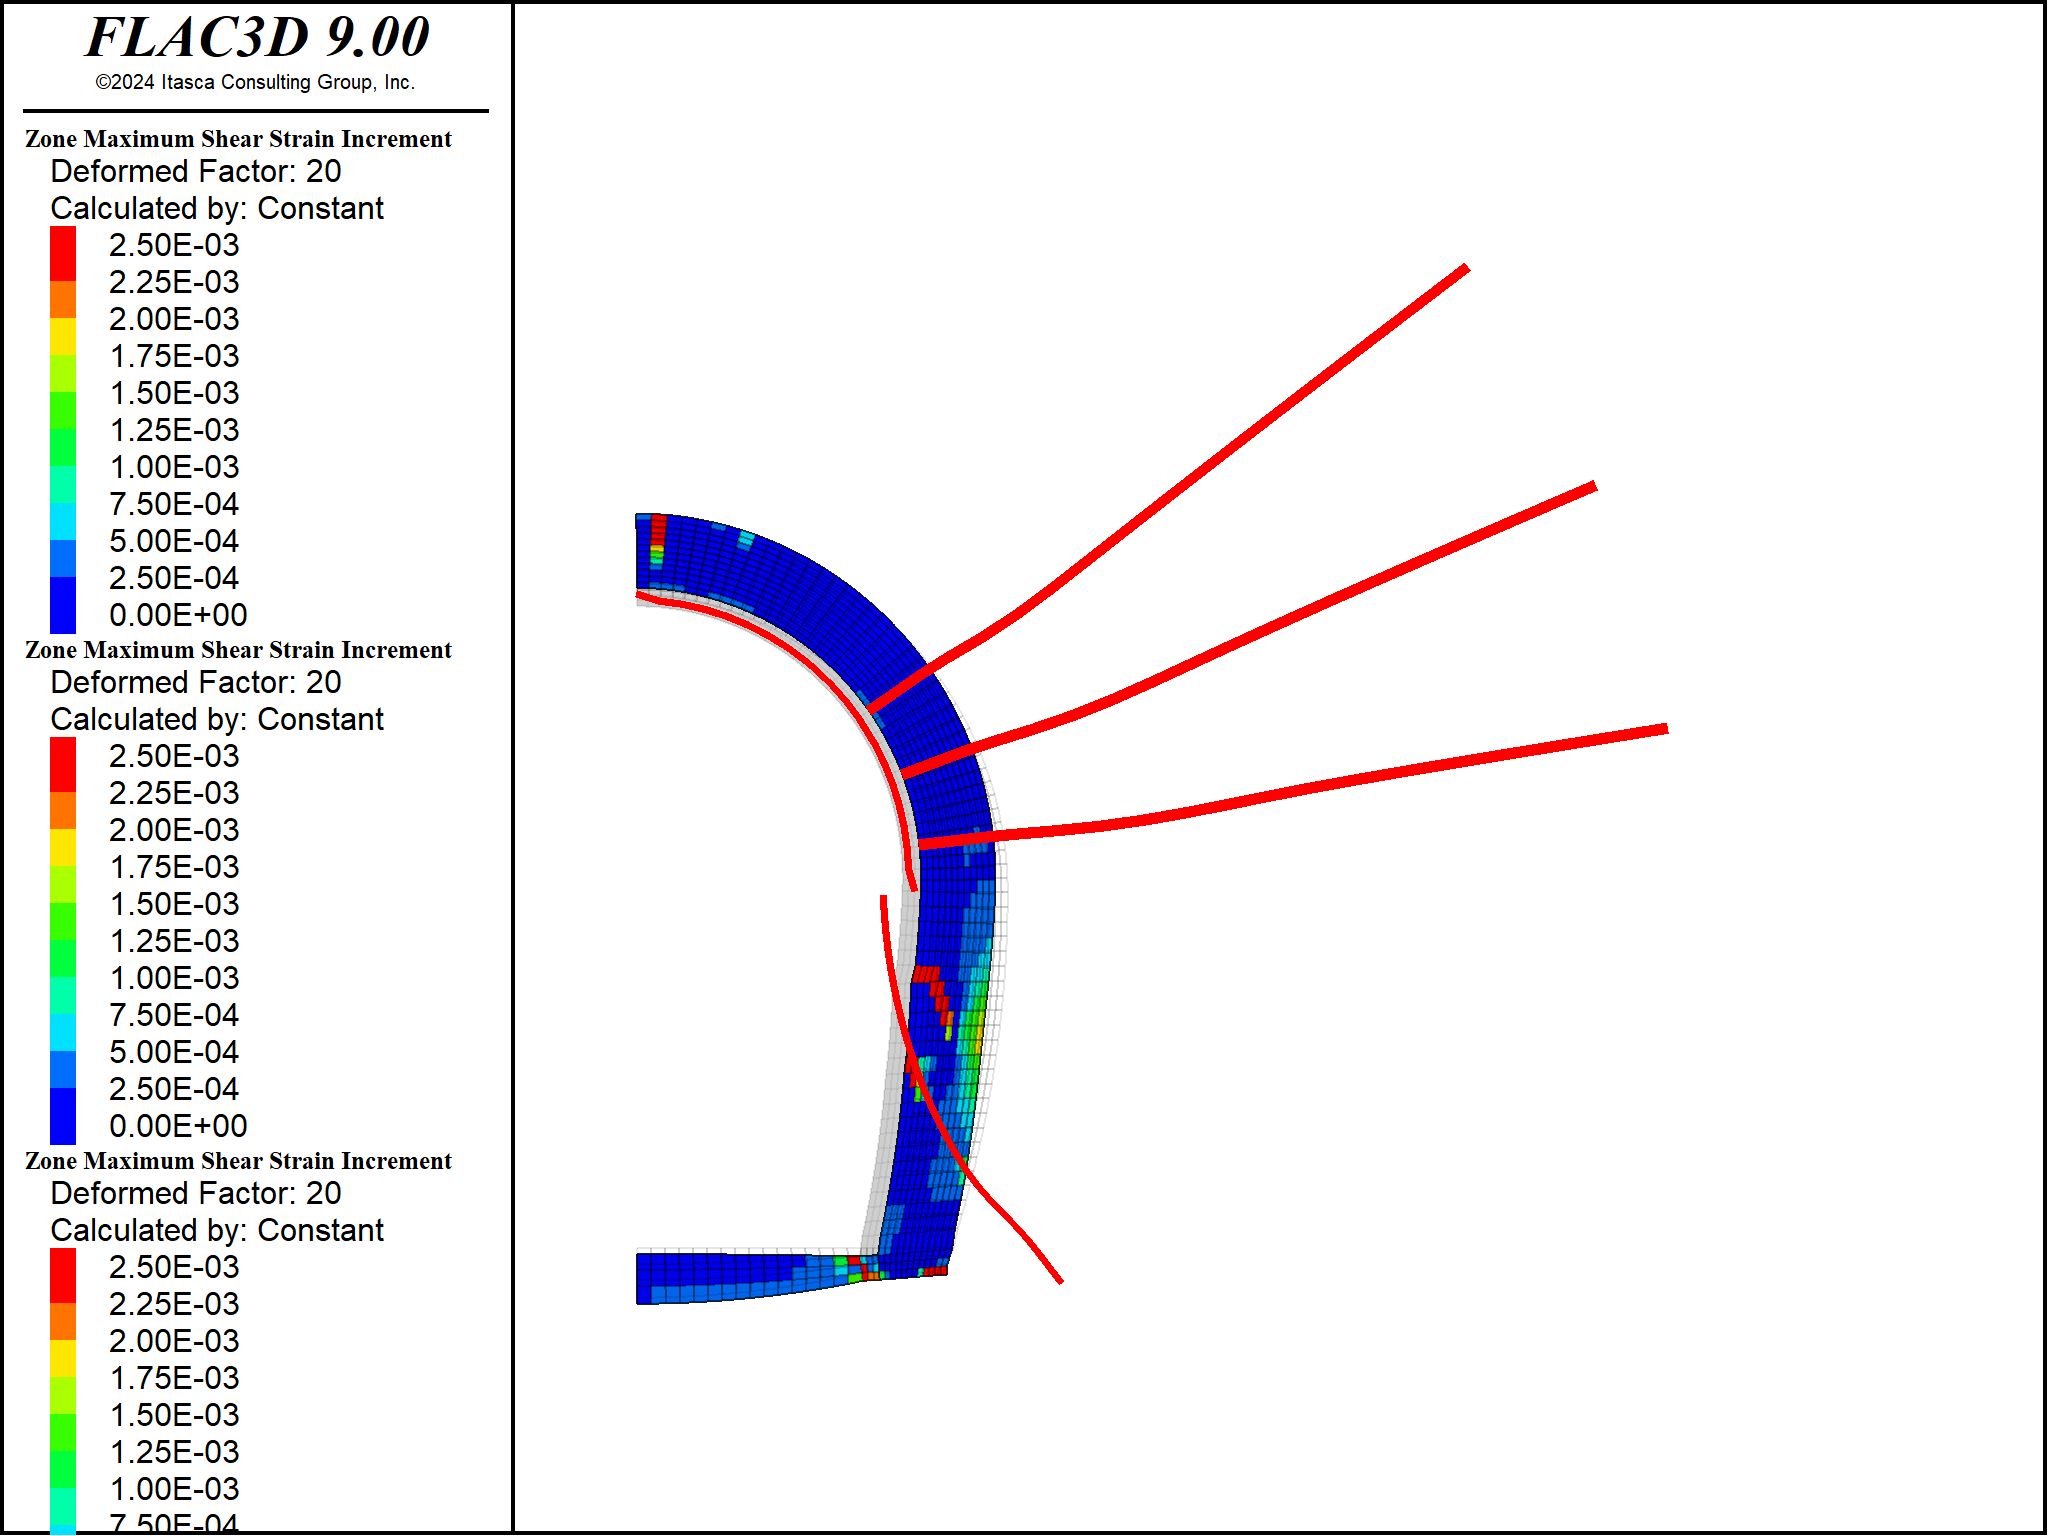 FLAC3D 9.00
©2024 Itasca Consulting Group, Inc.
Zone Maximum Shear Strain Increment
Deformed Factor: 20
Calculated by: Constant
2.50E-03
2.25E-03
2.00E-03
1.75E-03
1.50E-03
1.25E-03
1.00E-03
7.50E-04
5.00E-04
2.50E-04
0.00E+00
Zone Maximum Shear Strain Increment
Deformed Factor: 20
Calculated by: Constant
2.50E-03
2.25E-03
2.00E-03
1.75E-03
1.50E-03
1.25E-03
1.00E-03
7.50E-04
5.00E-04
2.50E-04
0.00E+00
Zone Maximum Shear Strain Increment
Deformed Factor: 20
Calculated by: Constant
2.50E-03
2.25E-03
2.00E-03
1.75E-03
1.50E-03
1.25E-03
1.00E-03
7.50E-04